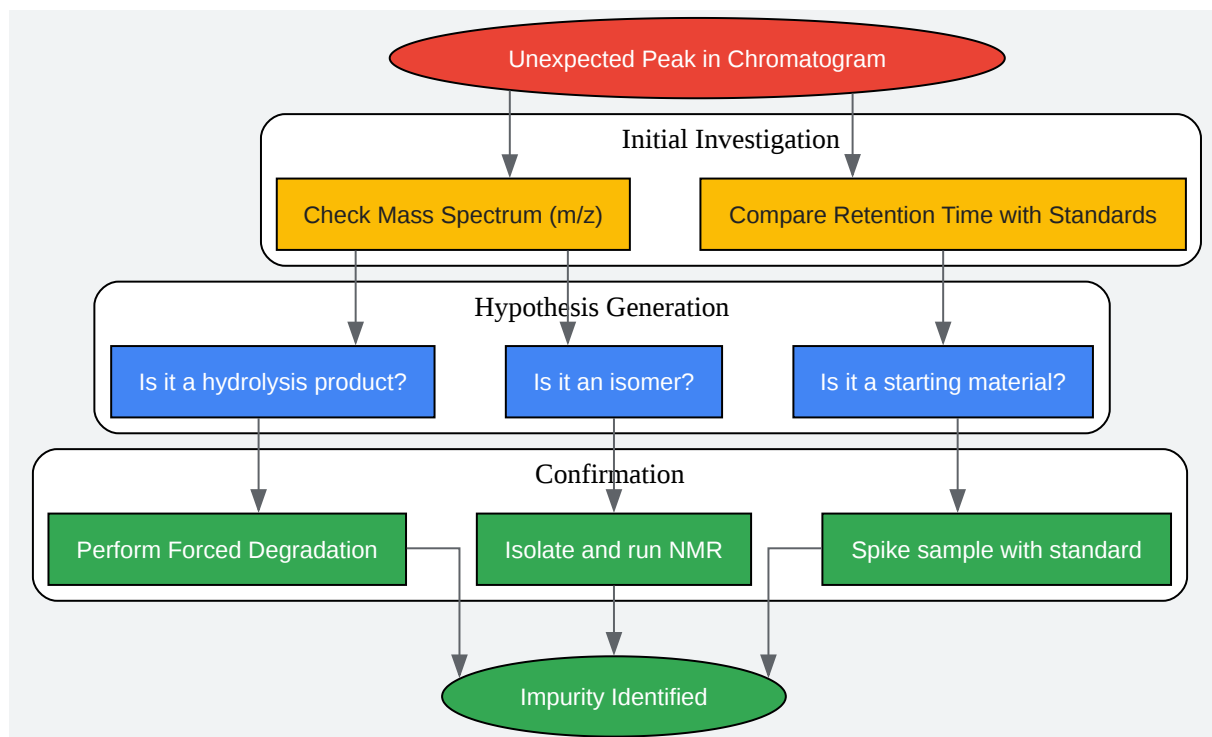 Unexpected Peak in Chromatogram
Initial Investigation
Check Mass Spectrum (m/z)
Compare Retention Time with Standards
Hypothesis Generation
Is it a hydrolysis product?
Is it an isomer?
Is it a starting material?
Confirmation
Perform Forced Degradation
Isolate and run NMR
Spike sample with standard
Impurity Identified